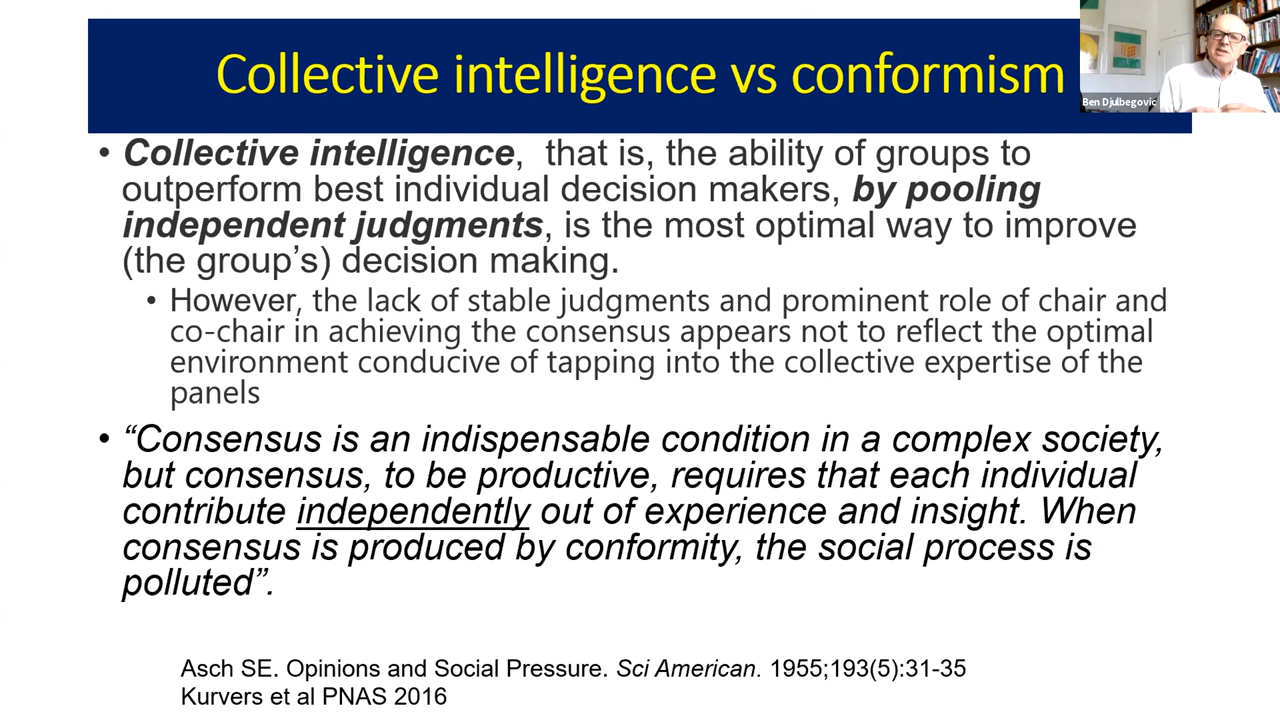 Collective intelligence vs conformism
Ben Djulbegovic
• Collective intelligence,  that is, the ability of groups to
outperform best individual decision makers, by pooling
independent judgments, is the most optimal way to improve
(the group’s) decision making.
• However, the lack of stable judgments and prominent role of chair and
co-chair in achieving the consensus appears not to reflect the optimal
environment conducive of tapping into the collective expertise of the
panels
• “Consensus is an indispensable condition in a complex society,
but consensus, to be productive, requires that each individual
contribute independently out of experience and insight. When
consensus is produced by conformity, the social process is
polluted”.
Asch SE. Opinions and Social Pressure. Sci American. 1955;193(5):31-35
Kurvers et al PNAS 2016